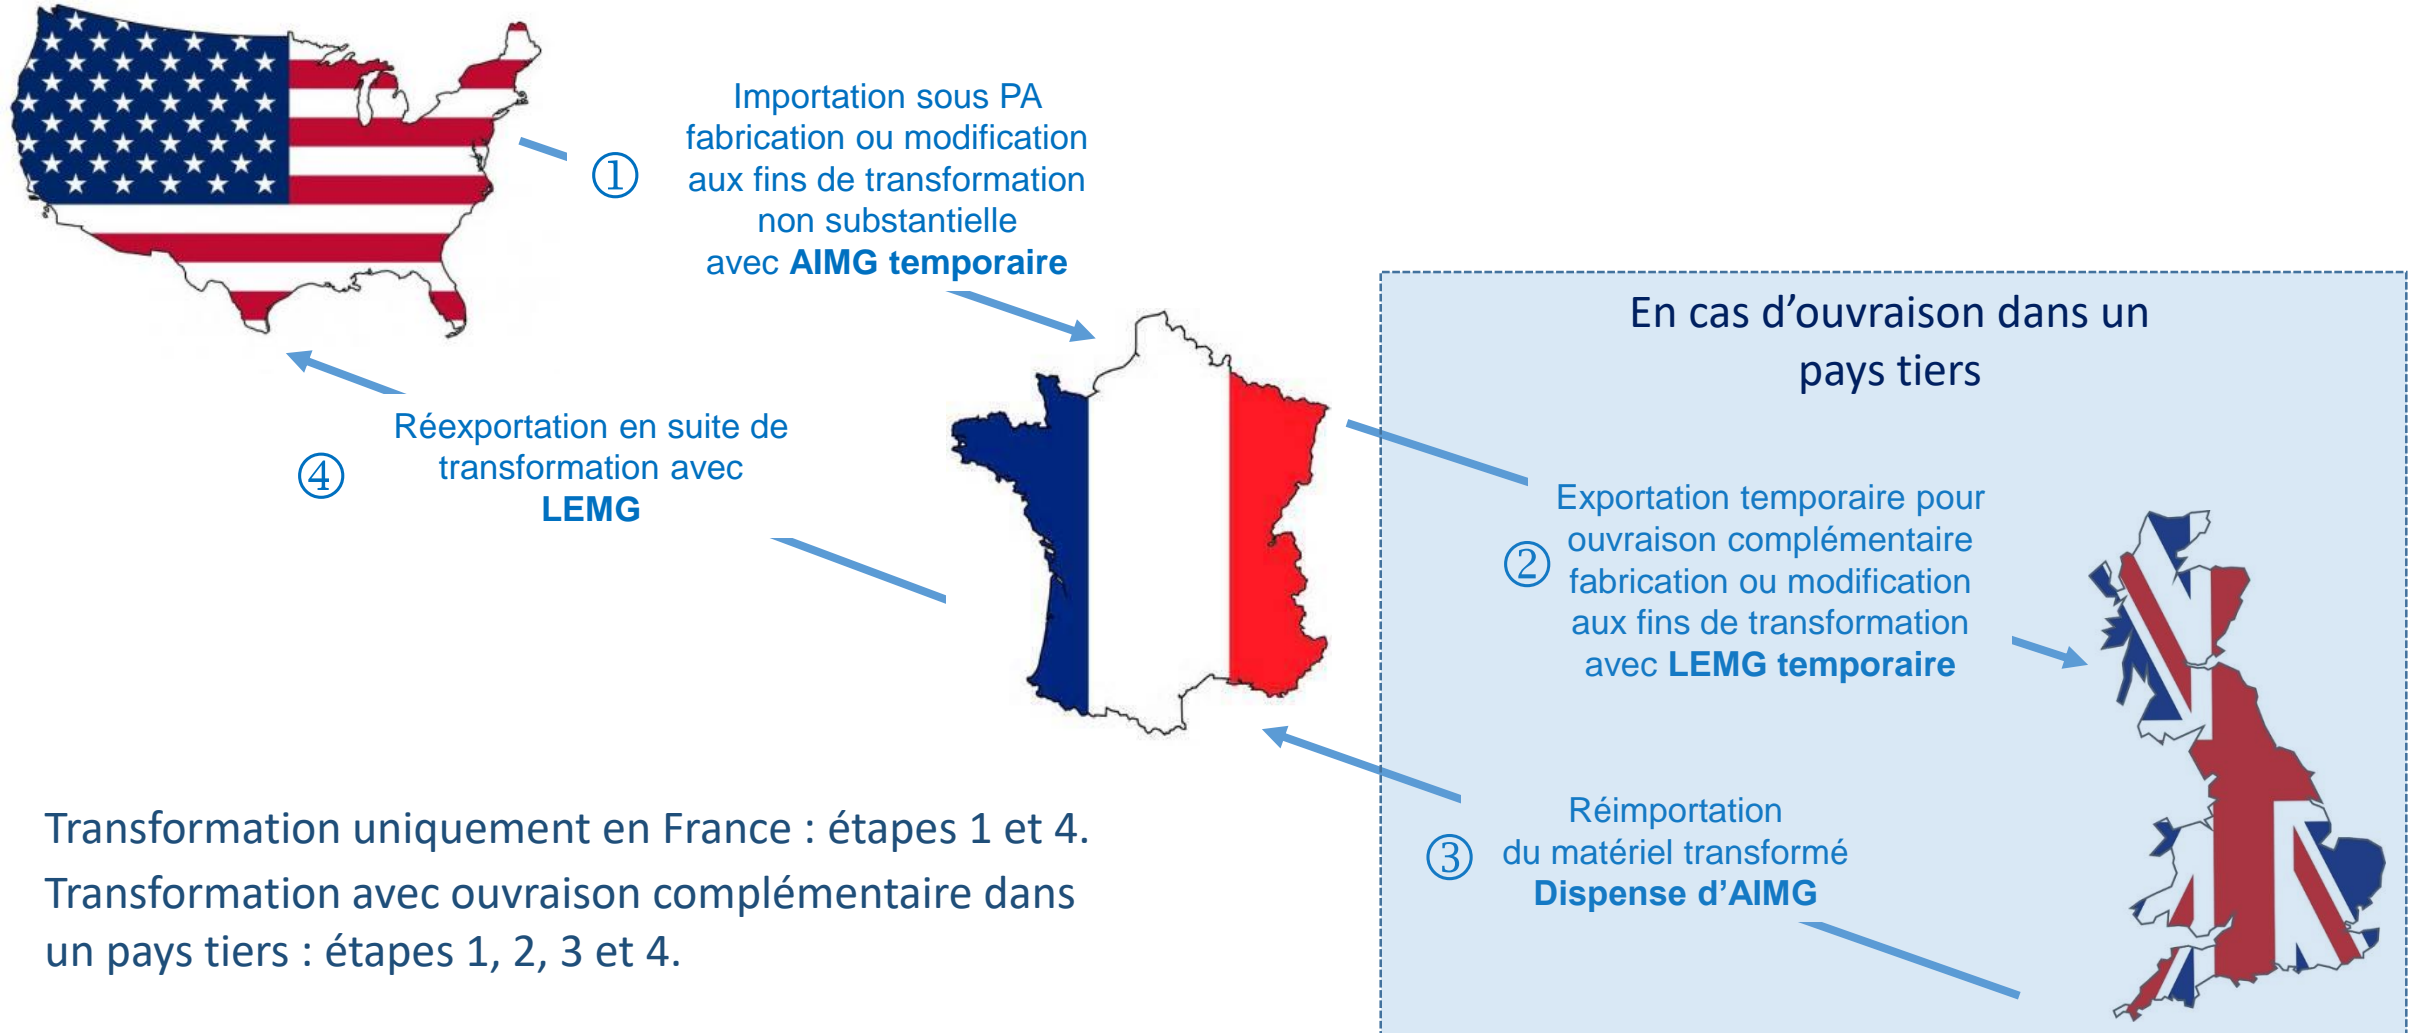 ①
Importation sous PA
fabrication ou modification
aux fins de transformation
non substantielle
avec AIMG temporaire
En cas d’ouvraison dans un
pays tiers
④
Réexportation en suite de
transformation avec
LEMG
②
Exportation temporaire pour
ouvraison complémentaire
fabrication ou modification
aux fins de transformation
avec LEMG temporaire
③
Réimportation
du matériel transformé
Dispense d’AIMG
Transformation uniquement en France : étapes 1 et 4.
Transformation avec ouvraison complémentaire dans
un pays tiers : étapes 1, 2, 3 et 4.